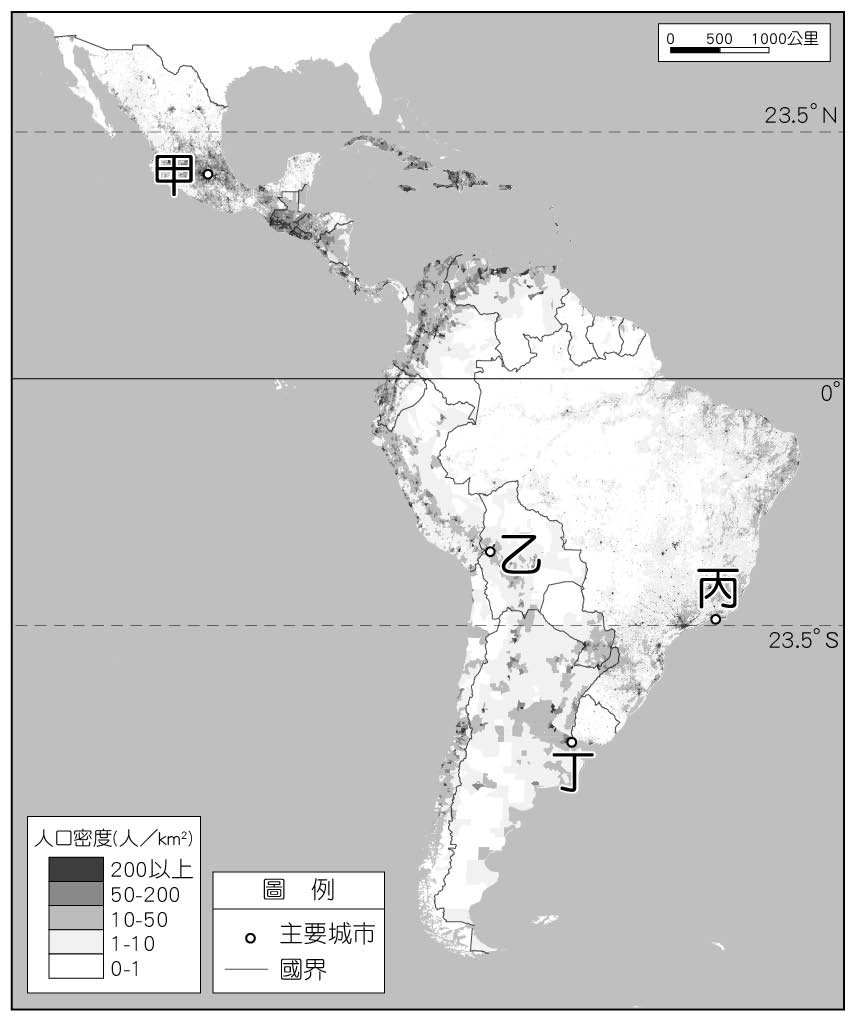 0 500 1000公里
23.5°N
甲
0°
乙
丙
23.5°S
丁
人口密度(人／km²)
200以上
50-200
10-50
1-10
0-1
圖 例
主要城市
國界